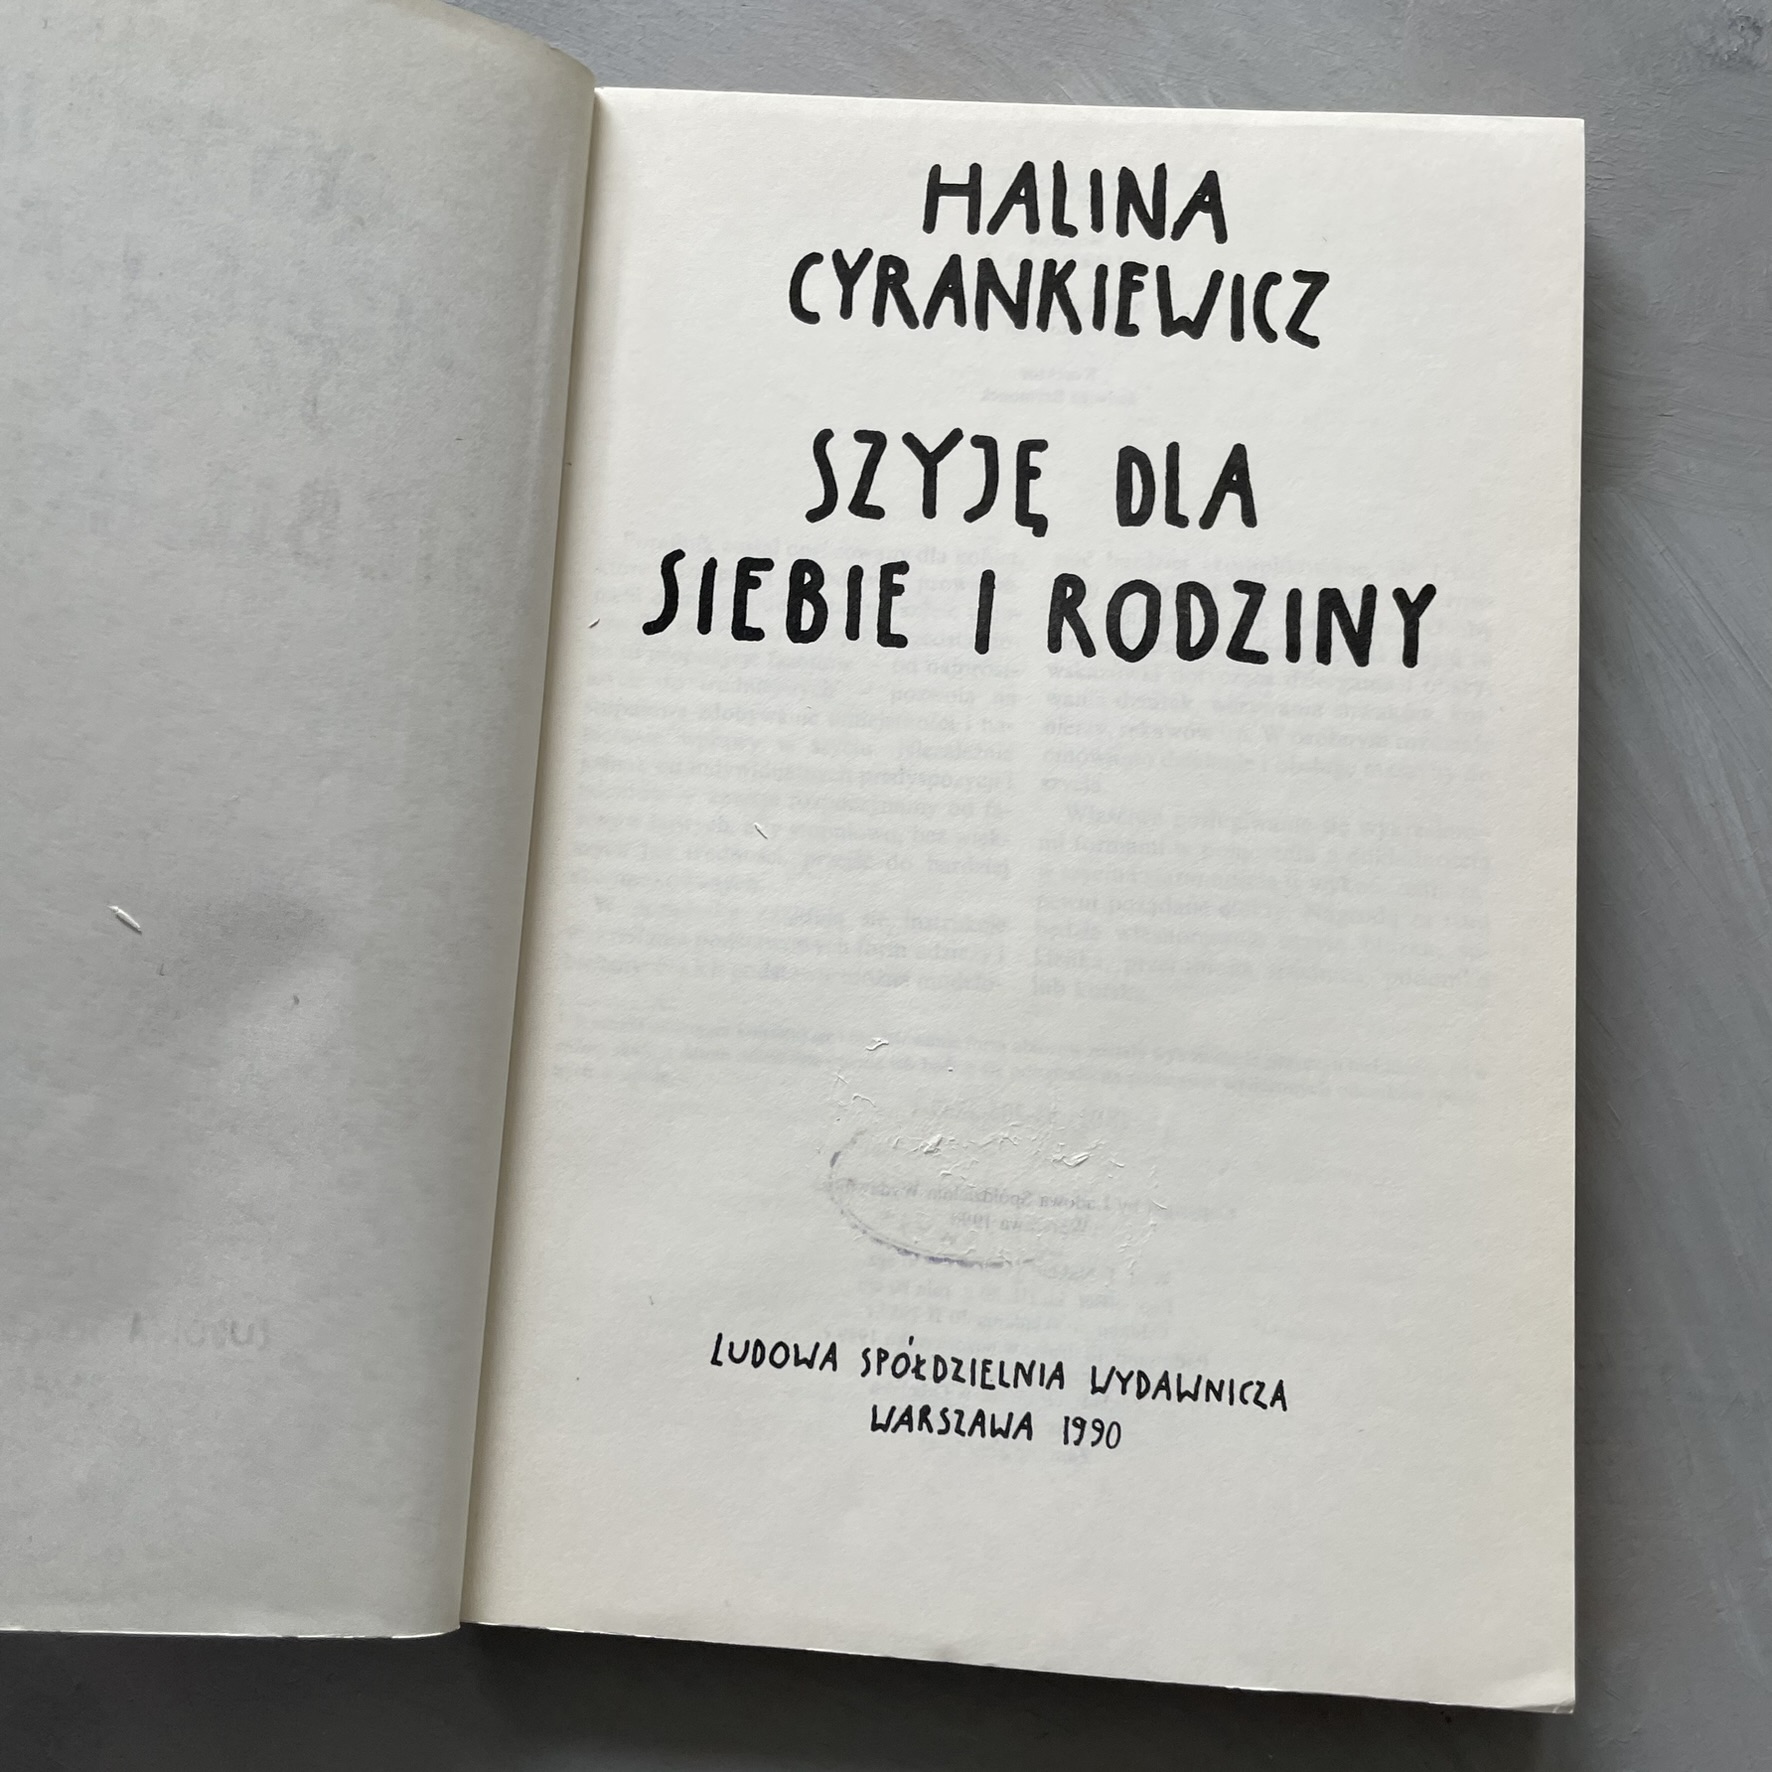 HALINA
CYRANKIEWICZ
SZYJĘ DLA
SIEBIE I RODZINY
LUDOWA SPÓŁDZIELNIA WYDAWNICZA
WARSZAWA 1990